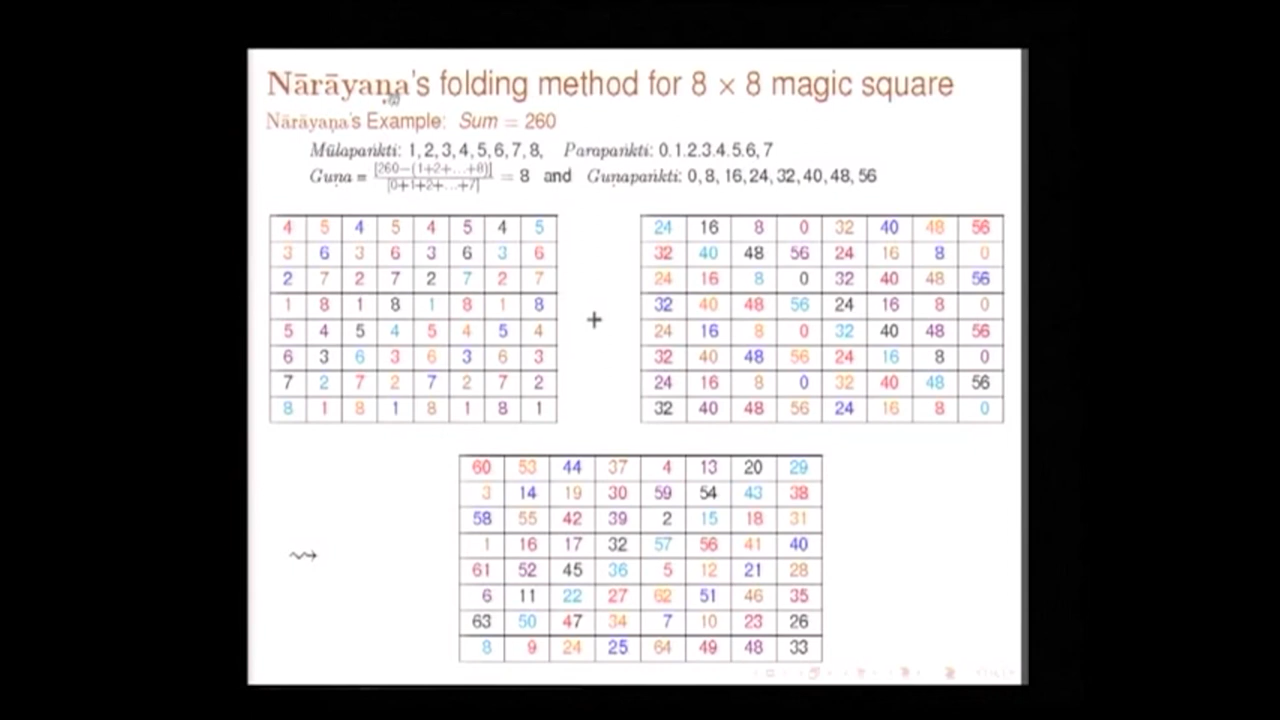 Nārāyaṇa's folding method for 8 × 8 magic square
Nārāyaṇa's Example: Sum = 260
Mūlapaṅkti: 1, 2, 3, 4, 5, 6, 7, 8, Parapaṅkti: 0.1.2.3.4.5.6, 7
Guṇa = [260−(1+2+...+8)] / [0+1+2+...+7] = 8 and Guṇapaṅkti: 0, 8, 16, 24, 32, 40, 48, 56
4 5 4 5 4 5 4 5
3 6 3 6 3 6 3 6
2 7 2 7 2 7 2 7
1 8 1 8 1 8 1 8
5 4 5 4 5 4 5 4
6 3 6 3 6 3 6 3
7 2 7 2 7 2 7 2
8 1 8 1 8 1 8 1
+
24 16 8 0 32 40 48 56
32 40 48 56 24 16 8 0
24 16 8 0 32 40 48 56
32 40 48 56 24 16 8 0
24 16 8 0 32 40 48 56
32 40 48 56 24 16 8 0
24 16 8 0 32 40 48 56
32 40 48 56 24 16 8 0
60 53 44 37 4 13 20 29
3 14 19 30 59 54 43 38
58 55 42 39 2 15 18 31
1 16 17 32 57 56 41 40
61 52 45 36 5 12 21 28
6 11 22 27 62 51 46 35
63 50 47 34 7 10 23 26
8 9 24 25 64 49 48 33